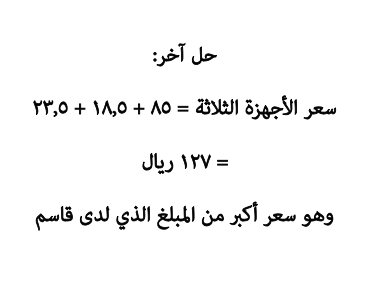 حل آخر:
سعر الأجهزة الثلاثة = ٨٥ + ١٨,٥ + ٢٣,٥
= ١٢٧ ريال
وهو سعر أكبر من المبلغ الذي لدى قاسم